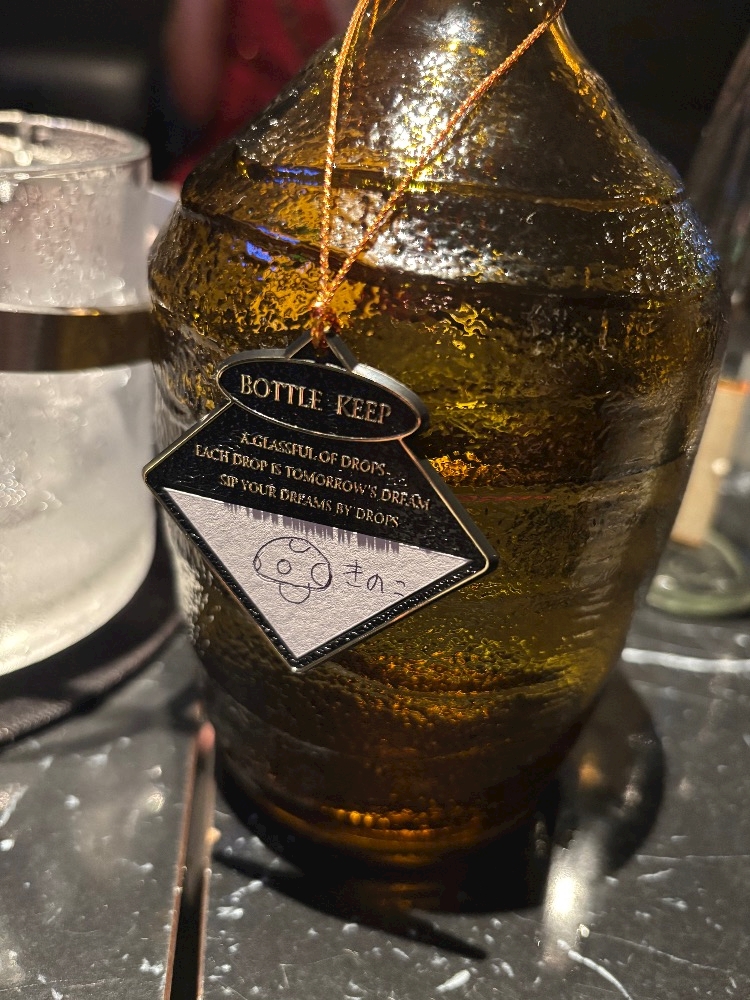 BOTTLE KEEP
A GLASSFUL OF DROPS.
EACH DROP IS TOMORROW'S DREAM
SIP YOUR DREAMS BY DROPS
きのこ